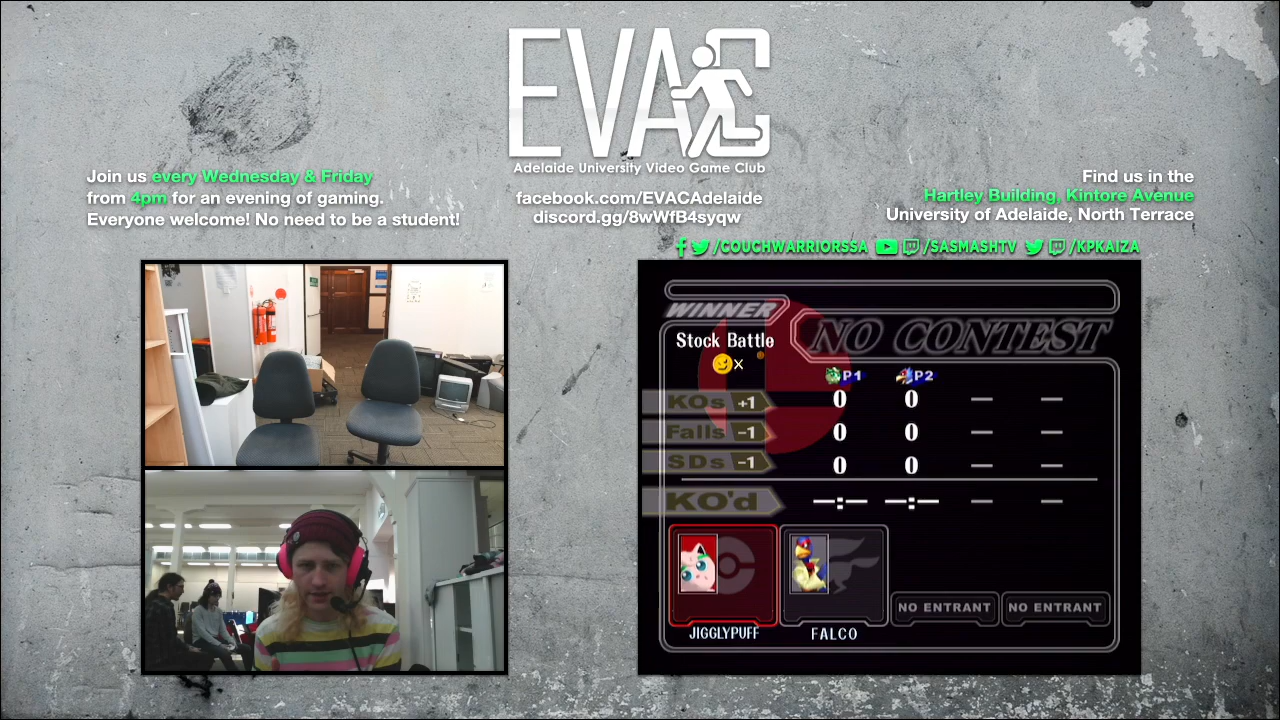 EVAC
Adelaide University Video Game Club
Join us every Wednesday & Friday
from 4pm for an evening of gaming.
Everyone welcome! No need to be a student!
facebook.com/EVACAdelaide
discord.gg/8wWfB4syqw
Find us in the
Hartley Building, Kintore Avenue
University of Adelaide, North Terrace
/COUCHWARRIORSSA /SASMASHTV /KPKAIZA
WINNER
NO CONTEST
Stock Battle
X
P1 P2
KOs +1 0 0 — —
Falls -1 0 0 — —
SDs -1 0 0 — —
KO'd —:— —:— — —
NO ENTRANT NO ENTRANT
JIGGLYPUFF FALCO